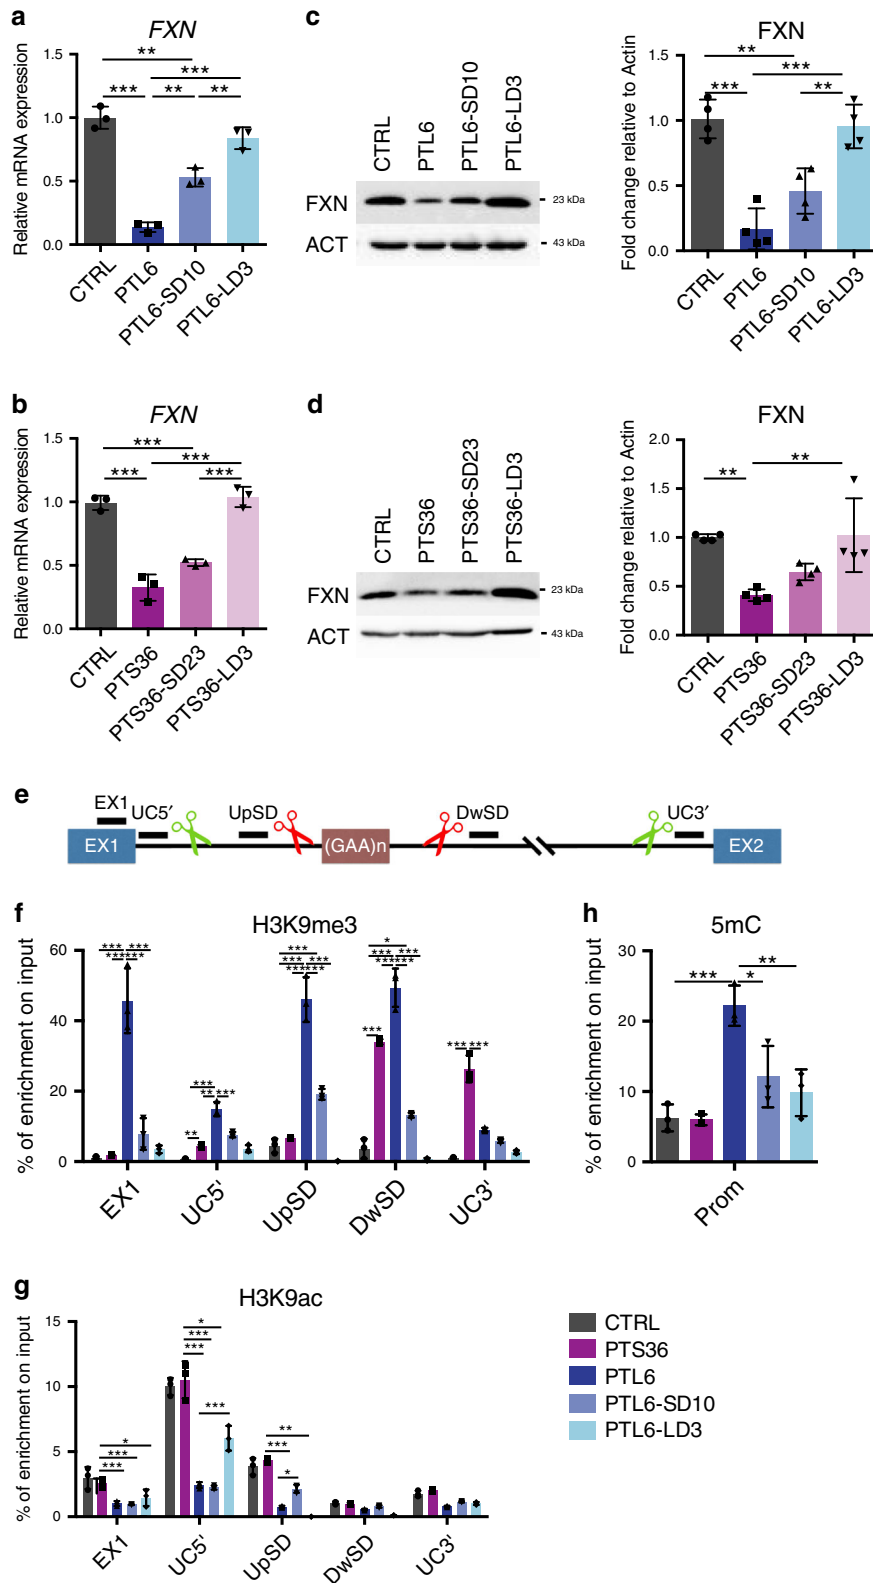 a
FXN
Relative mRNA expression
1.5
1.0
0.5
0.0
**
***
*** ** **
CTRL
PTL6
PTL6-SD10
PTL6-LD3
c
CTRL
PTL6
PTL6-SD10
PTL6-LD3
FXN
23 kDa
ACT
43 kDa
FXN
Fold change relative to Actin
1.5
1.0
0.5
0.0
**
***
*** **
CTRL
PTL6
PTL6-SD10
PTL6-LD3
b
FXN
Relative mRNA expression
1.5
1.0
0.5
0.0
***
***
*** ***
CTRL
PTS36
PTS36-SD23
PTS36-LD3
d
CTRL
PTS36
PTS36-SD23
PTS36-LD3
FXN
23 kDa
ACT
43 kDa
FXN
Fold change relative to Actin
2.0
1.5
1.0
0.5
0.0
** **
CTRL
PTS36
PTS36-SD23
PTS36-LD3
e
EX1
UC5′
UpSD
DwSD
UC3′
EX1
(GAA)n
EX2
f
H3K9me3
% of enrichment on input
60
40
20
0
*** ***
*** ***
***
** ***
**
***
*** ***
*** ***
*
*** ***
*** ***
***
*** ***
EX1
UC5'
UpSD
DwSD
UC3'
h
5mC
% of enrichment on input
30
20
10
0
**
*** *
Prom
g
H3K9ac
% of enrichment on input
15
10
5
0
*
***
***
*
***
***
***
**
***
*
EX1
UC5'
UpSD
DwSD
UC3'
CTRL
PTS36
PTL6
PTL6-SD10
PTL6-LD3